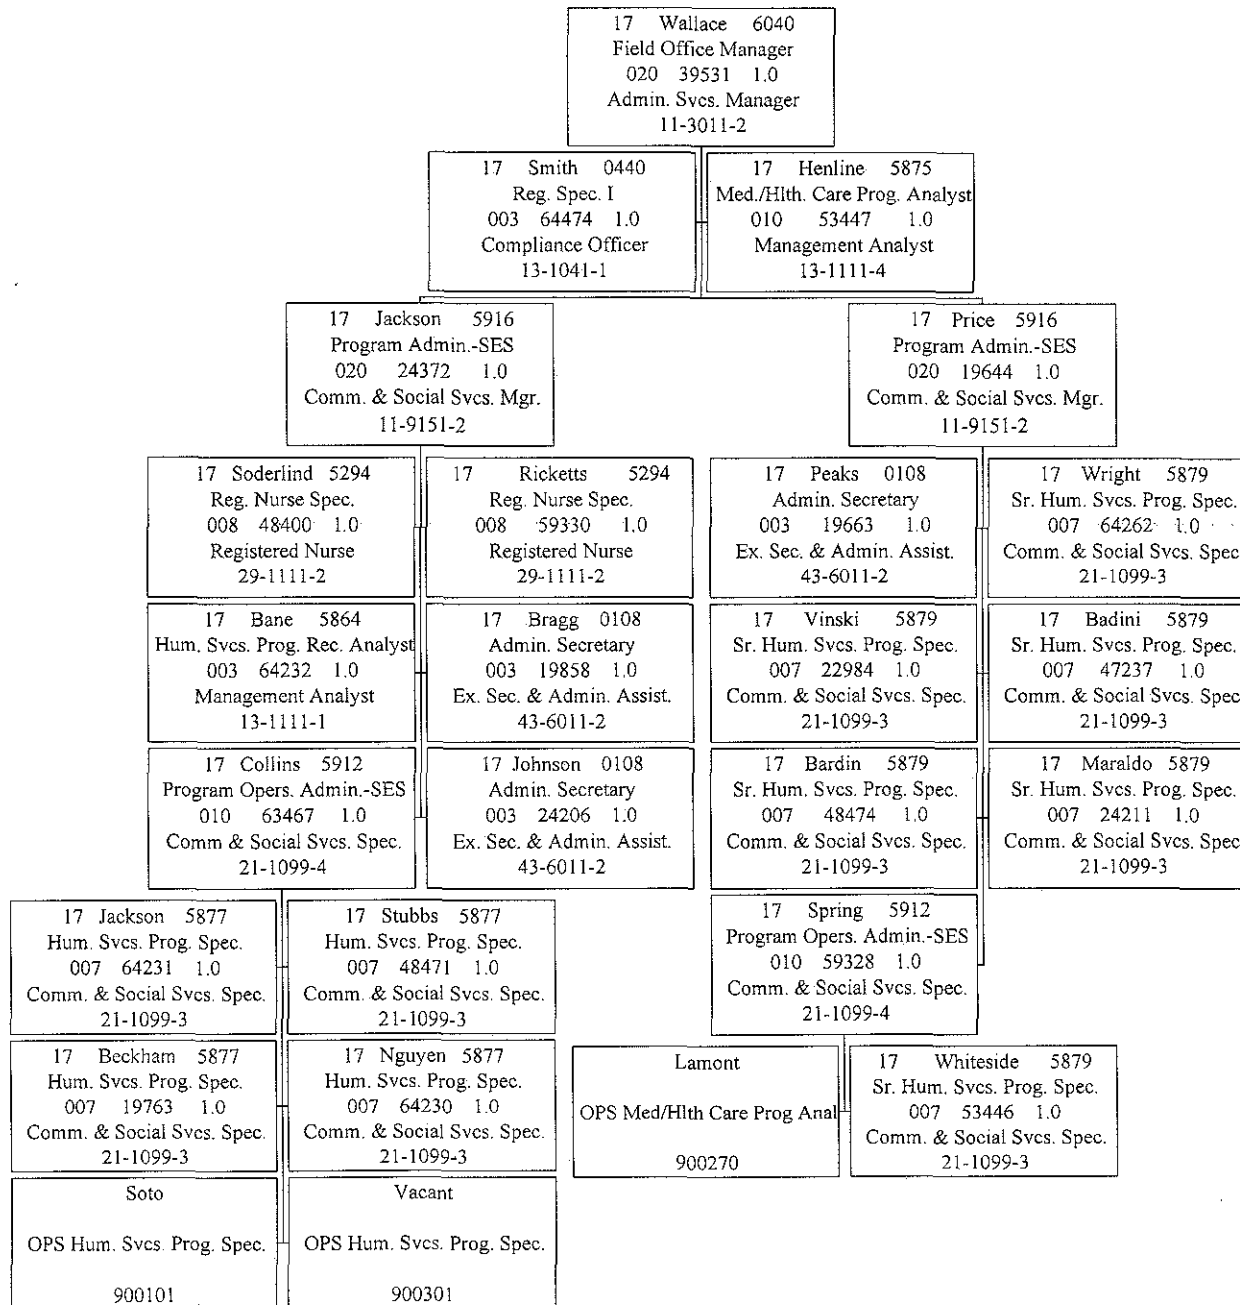 17 Wallace 6040
Field Office Manager
020 39531 1.0
Admin. Svcs. Manager
11-3011-2
17 Smith 0440
Reg. Spec. I
003 64474 1.0
Compliance Officer
13-1041-1
17 Henline 5875
Med./Hlth. Care Prog. Analyst
010 53447 1.0
Management Analyst
13-1111-4
17 Jackson 5916
Program Admin.-SES
020 24372 1.0
Comm. & Social Svcs. Mgr.
11-9151-2
17 Price 5916
Program Admin.-SES
020 19644 1.0
Comm. & Social Svcs. Mgr.
11-9151-2
17 Soderlind 5294
Reg. Nurse Spec.
008 48400 1.0
Registered Nurse
29-1111-2
17 Ricketts 5294
Reg. Nurse Spec.
008 59330 1.0
Registered Nurse
29-1111-2
17 Peaks 0108
Admin. Secretary
003 19663 1.0
Ex. Sec. & Admin. Assist.
43-6011-2
17 Wright 5879
Sr. Hum. Svcs. Prog. Spec.
007 64262 1.0
Comm. & Social Svcs. Spec
21-1099-3
17 Bane 5864
Hum. Svcs. Prog. Rec. Analyst
003 64232 1.0
Management Analyst
13-1111-1
17 Bragg 0108
Admin. Secretary
003 19858 1.0
Ex. Sec. & Admin. Assist.
43-6011-2
17 Vinski 5879
Sr. Hum. Svcs. Prog. Spec.
007 22984 1.0
Comm. & Social Svcs. Spec.
21-1099-3
17 Badini 5879
Sr. Hum. Svcs. Prog. Spec.
007 47237 1.0
Comm. & Social Svcs. Spec
21-1099-3
17 Collins 5912
Program Opers. Admin.-SES
010 63467 1.0
Comm & Social Svcs. Spec.
21-1099-4
17 Johnson 0108
Admin. Secretary
003 24206 1.0
Ex. Sec. & Admin. Assist.
43-6011-2
17 Bardin 5879
Sr. Hum. Svcs. Prog. Spec.
007 48474 1.0
Comm. & Social Svcs. Spec.
21-1099-3
17 Maraldo 5879
Sr. Hum. Svcs. Prog. Spec.
007 24211 1.0
Comm. & Social Svcs. Spec
21-1099-3
17 Jackson 5877
Hum. Svcs. Prog. Spec.
007 64231 1.0
Comm. & Social Svcs. Spec.
21-1099-3
17 Stubbs 5877
Hum. Svcs. Prog. Spec.
007 48471 1.0
Comm. & Social Svcs. Spec.
21-1099-3
17 Spring 5912
Program Opers. Admin.-SES
010 59328 1.0
Comm. & Social Svcs. Spec.
21-1099-4
17 Beckham 5877
Hum. Svcs. Prog. Spec.
007 19763 1.0
Comm. & Social Svcs. Spec.
21-1099-3
17 Nguyen 5877
Hum. Svcs. Prog. Spec.
007 64230 1.0
Comm. & Social Svcs. Spec.
21-1099-3
Lamont
OPS Med/Hlth Care Prog Anal
900270
17 Whiteside 5879
Sr. Hum. Svcs. Prog. Spec.
007 53446 1.0
Comm. & Social Svcs. Spec.
21-1099-3
Soto
OPS Hum. Svcs. Prog. Spec.
900101
Vacant
OPS Hum. Svcs. Prog. Spec.
900301